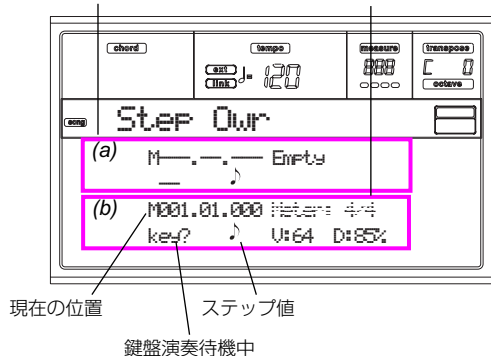 chord tempo measure transpose
ext link ♩= 120 888 [ 0
octave
song Step Owr
(a) M---.--.--- Empty
-- ♪
(b) M001.01.000 Meter: 4/4
key? ♪ V:64 D:85%
現在の位置 ステップ値
鍵盤演奏待機中